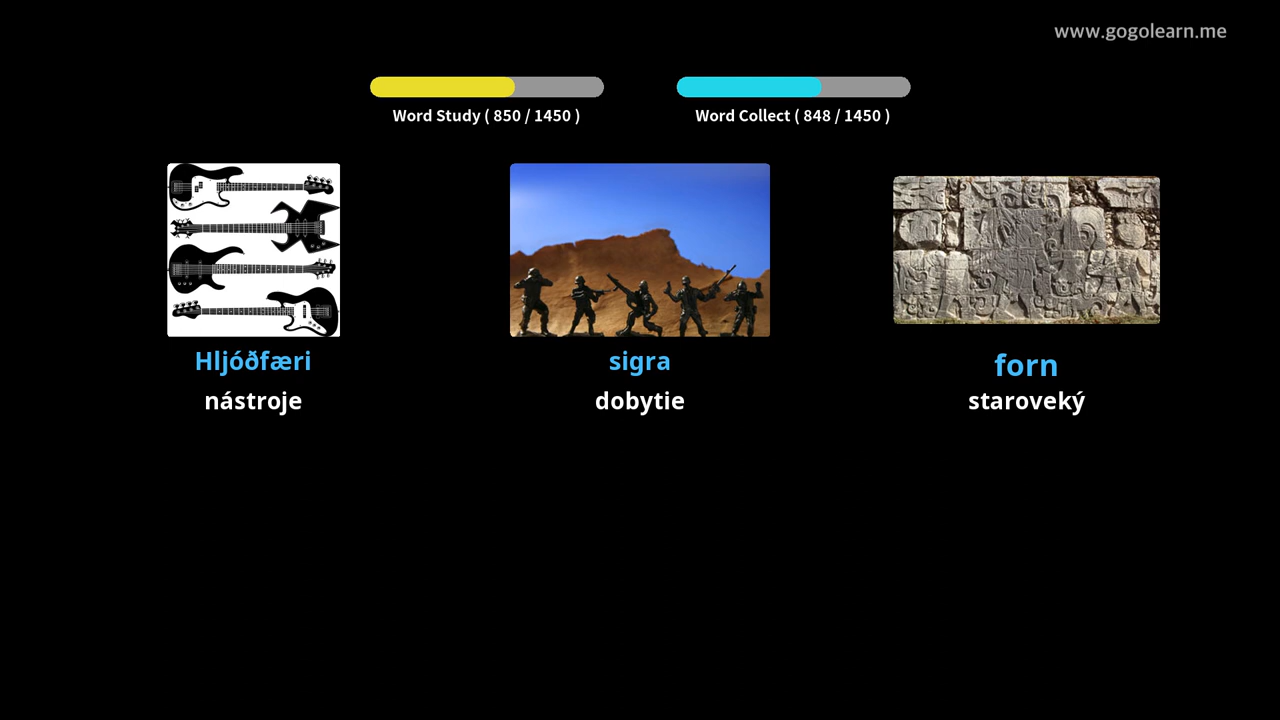 www.gogolearn.me
Word Study ( 850 / 1450 )
Word Collect ( 848 / 1450 )
Hljóðfæri
nástroje
sigra
dobytie
forn
staroveký